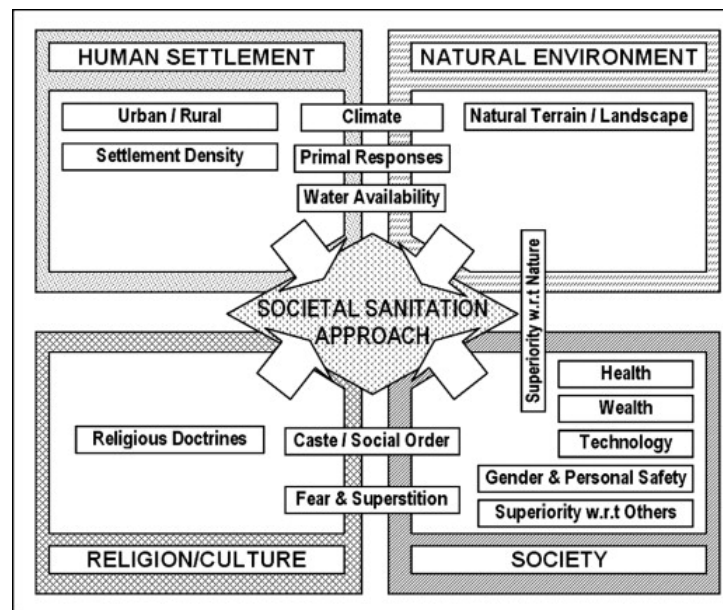 HUMAN SETTLEMENT
NATURAL ENVIRONMENT
Urban / Rural
Climate
Natural Terrain / Landscape
Settlement Density
Primal Responses
Water Availability
Superiority w.r.t Nature
SOCIETAL SANITATION
APPROACH
Health
Wealth
Religious Doctrines
Caste / Social Order
Technology
Gender & Personal Safety
Fear & Superstition
Superiority w.r.t Others
RELIGION/CULTURE
SOCIETY